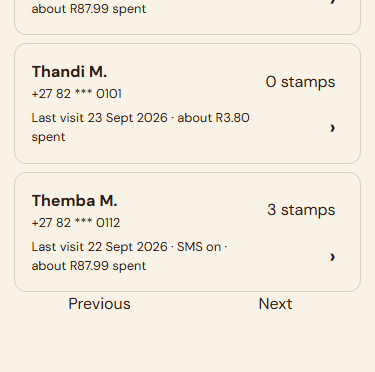 about R87.99 spent
›
Thandi M.
0 stamps
+27 82 *** 0101
Last visit 23 Sept 2026 · about R3.80
spent
›
Themba M.
3 stamps
+27 82 *** 0112
Last visit 22 Sept 2026 · SMS on ·
about R87.99 spent
›
Previous Next